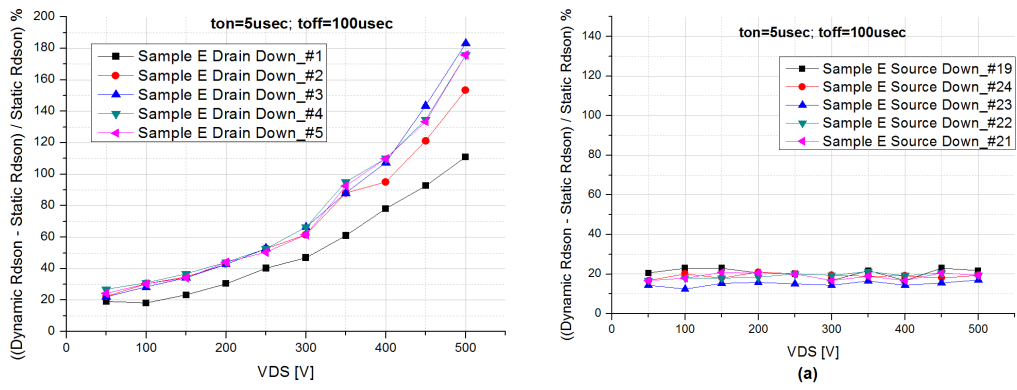 ton=5usec; toff=100usec
((Dynamic Rdson - Static Rdson) / Static Rdson) %
200
180
160
140
120
100
80
60
40
20
0
Sample E Drain Down_#1
Sample E Drain Down_#2
Sample E Drain Down_#3
Sample E Drain Down_#4
Sample E Drain Down_#5
0 100 200 300 400 500
VDS [V]
ton=5usec; toff=100usec
((Dynamic Rdson - Static Rdson) / Static Rdson) %
140
120
100
80
60
40
20
0
Sample E Source Down_#19
Sample E Source Down_#24
Sample E Source Down_#23
Sample E Source Down_#22
Sample E Source Down_#21
0 100 200 300 400 500
VDS [V]
(a)